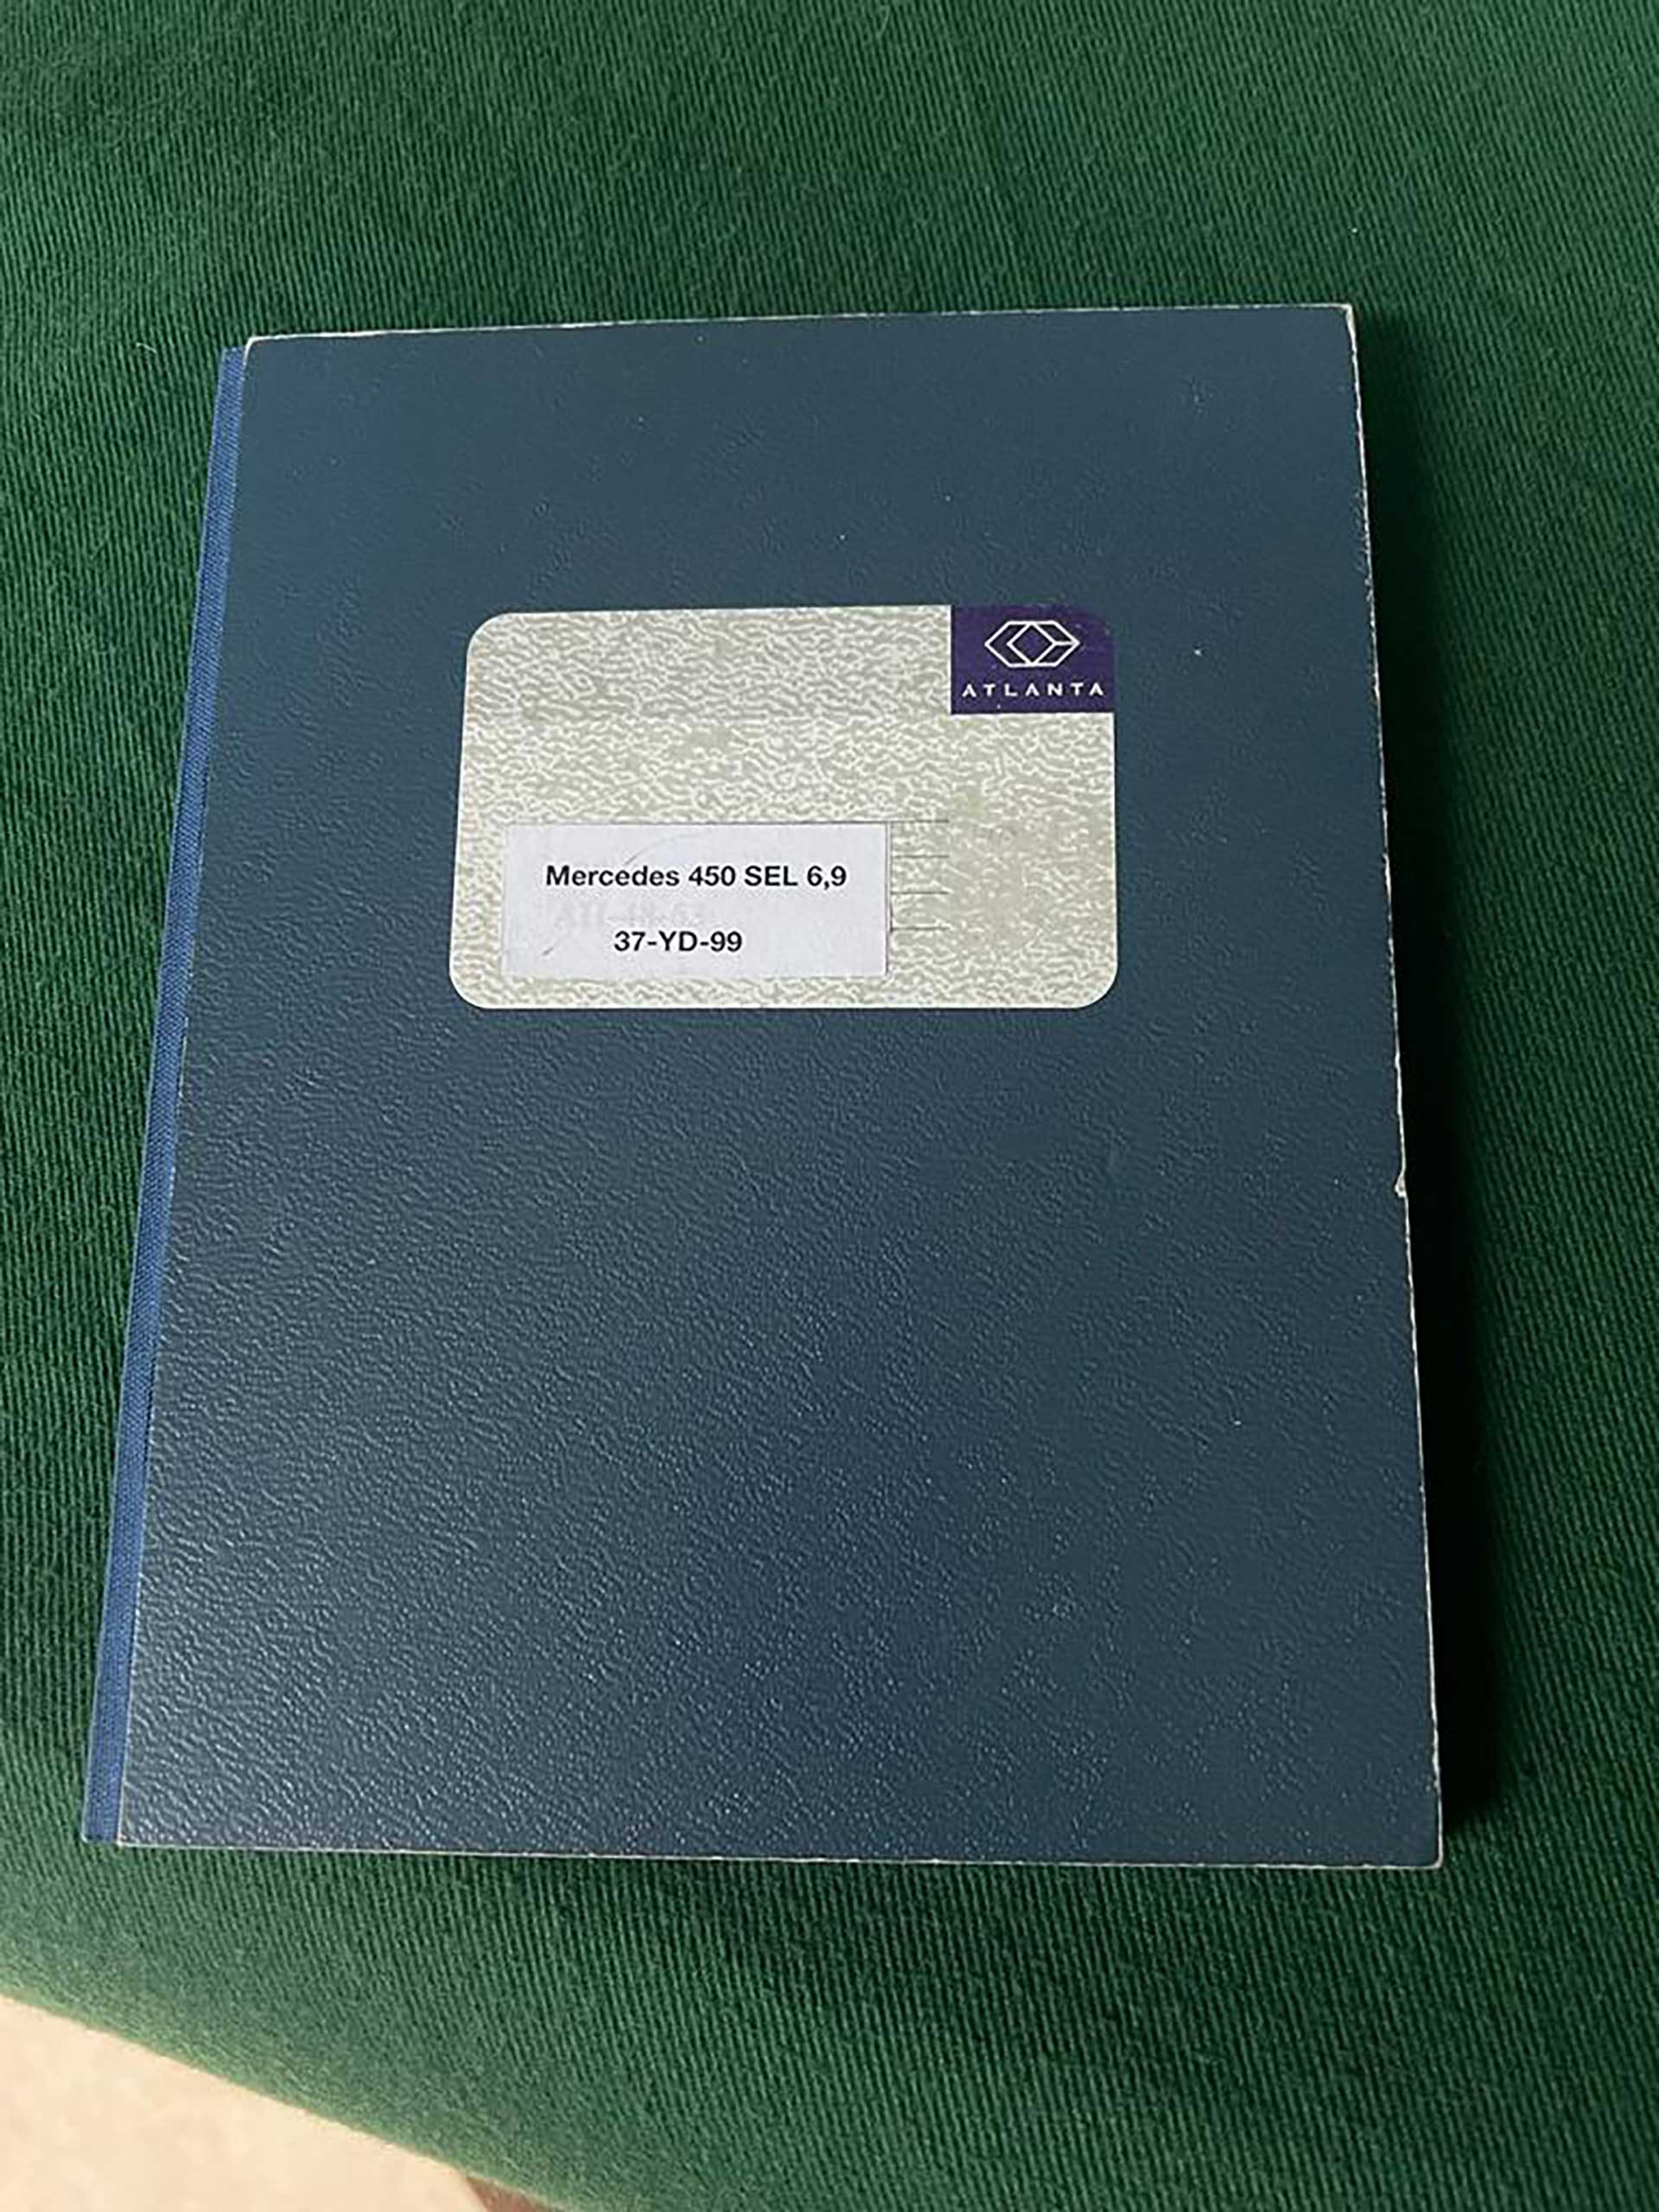 ATLANTA
Mercedes 450 SEL 6,9
37-YD-99